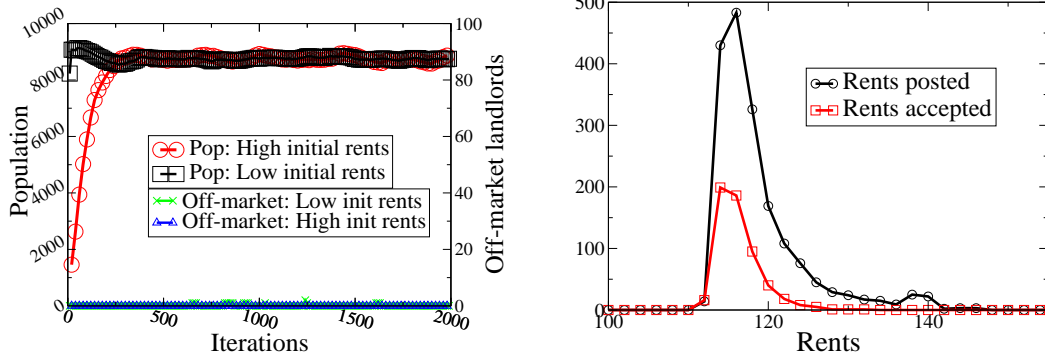 10000
8000
6000
4000
2000
0
Population
0
500
1000
1500
2000
Iterations
100
80
60
40
20
0
Off-market landlords
Pop: High initial rents
Pop: Low initial rents
Off-market: Low init rents
Off-market: High init rents
500
400
300
200
100
0
100
120
140
Rents
Rents posted
Rents accepted